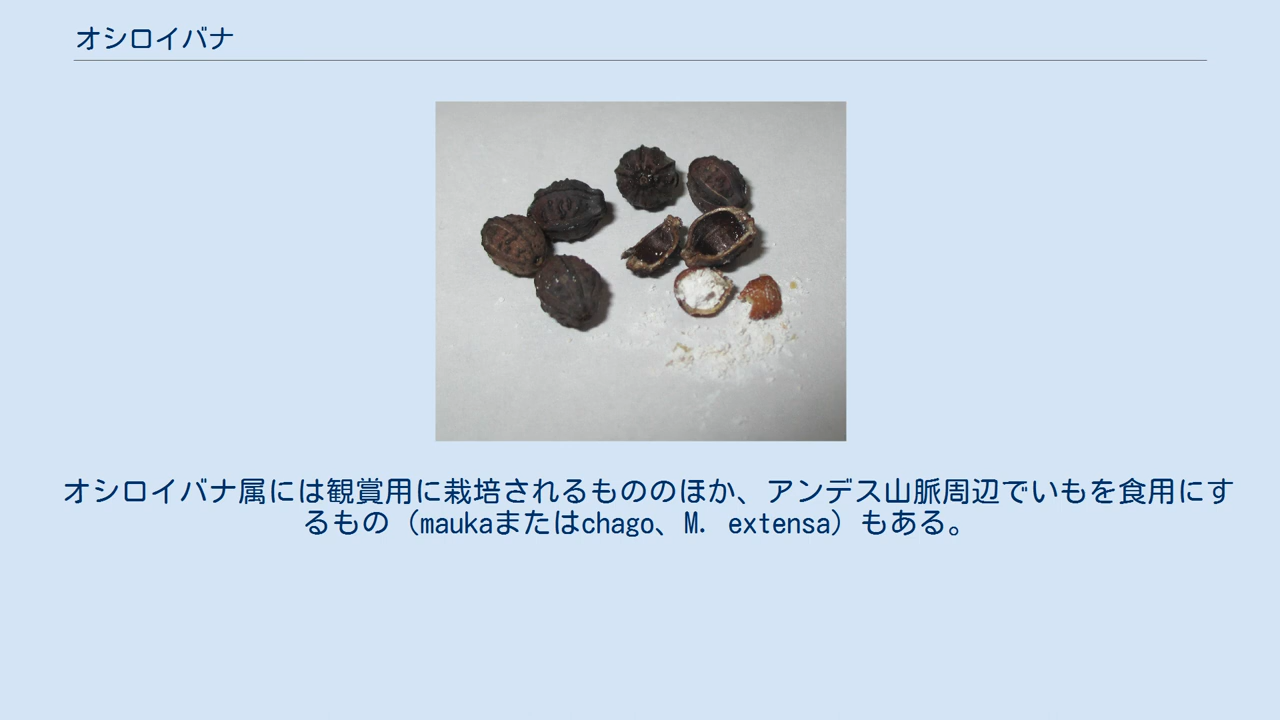 オシロイバナ
オシロイバナ属には観賞用に栽培されるもののほか、アンデス山脈周辺でいもを食用にす
るもの（maukaまたはchago、M. extensa）もある。